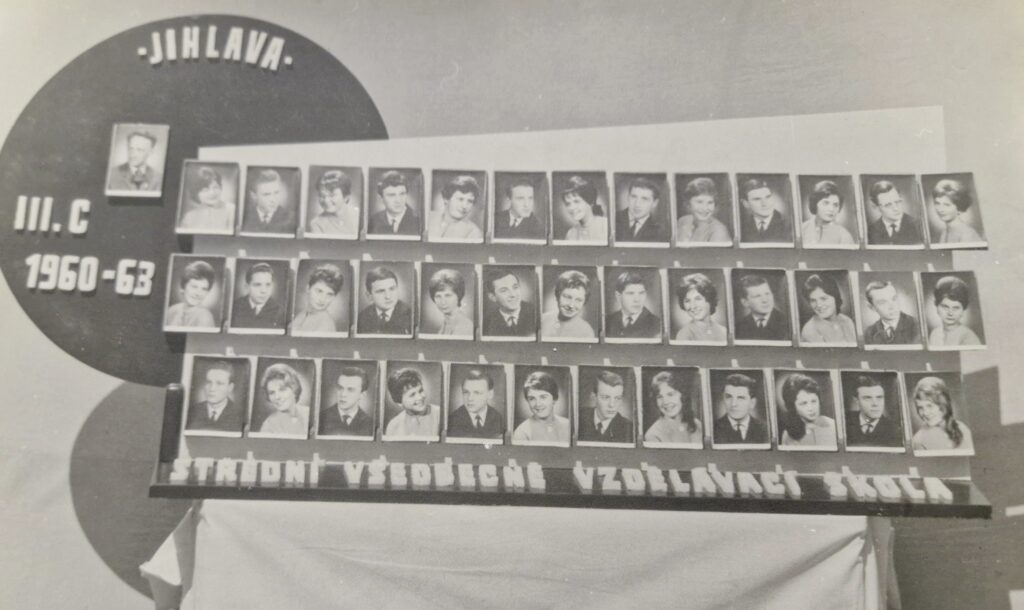 ·JIHLAVA·
III. C
1960-63
STŘEDNÍ VŠEOBECNĚ VZDĚLÁVACÍ ŠKOLA